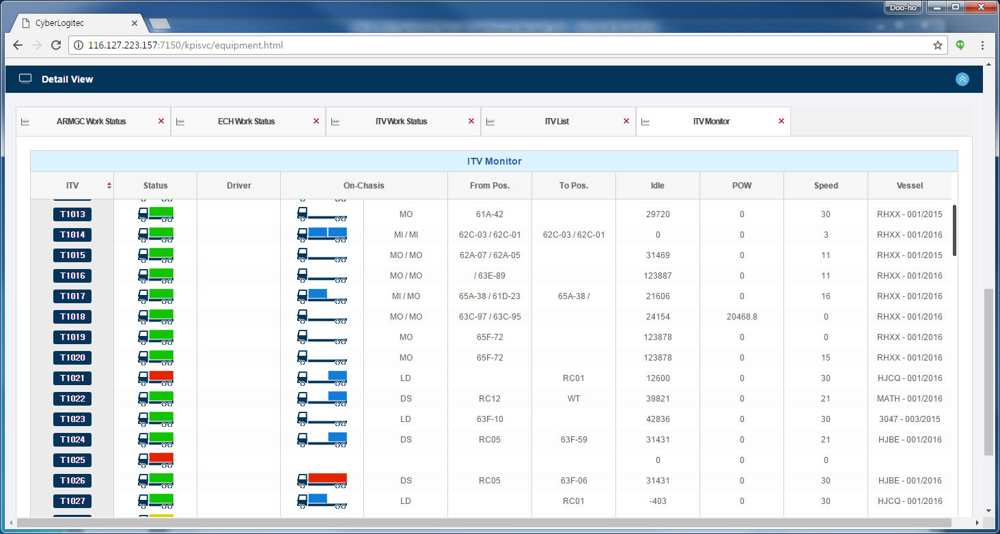 Doo-ho
CyberLogitec
116.127.223.157:7150/kpisvc/equipment.html
Detail View
ARMGC Work Status ECH Work Status ITV Work Status ITV List ITV Monitor
ITV Monitor
ITV Status Driver On-Chasis From Pos. To Pos. Idle POW Speed Vessel
T1013 MO 61A-42 29720 0 30 RHXX - 001/2015
T1014 MI / MI 62C-03 / 62C-01 62C-03 / 62C-01 0 0 3 RHXX - 001/2016
T1015 MO / MO 62A-07 / 62A-05 31469 0 11 RHXX - 001/2015
T1016 MO / MO / 63E-89 123887 0 11 RHXX - 001/2016
T1017 MI / MO 65A-38 / 61D-23 65A-38 / 21606 0 16 RHXX - 001/2016
T1018 MO / MO 63C-97 / 63C-95 24154 20468.8 0 RHXX - 001/2016
T1019 MO 65F-72 123878 0 0 RHXX - 001/2016
T1020 MO 65F-72 123878 0 15 RHXX - 001/2016
T1021 LD RC01 12600 0 30 HJCQ - 001/2016
T1022 DS RC12 WT 39821 0 21 MATH - 001/2016
T1023 LD 63F-10 42836 0 30 3047 - 003/2015
T1024 DS RC05 63F-59 31431 0 21 HJBE - 001/2016
T1025 0 0 0
T1026 DS RC05 63F-06 31431 0 30 HJBE - 001/2016
T1027 LD RC01 -403 0 30 HJCQ - 001/2016